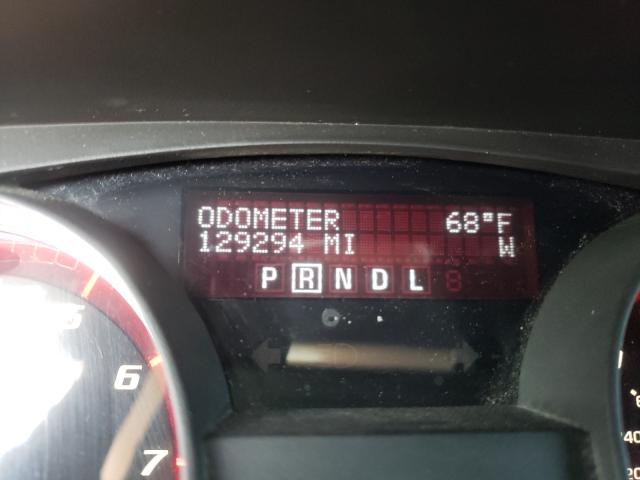 ODOMETER 68°F
129294 MI W
P R N D L 8
6
7